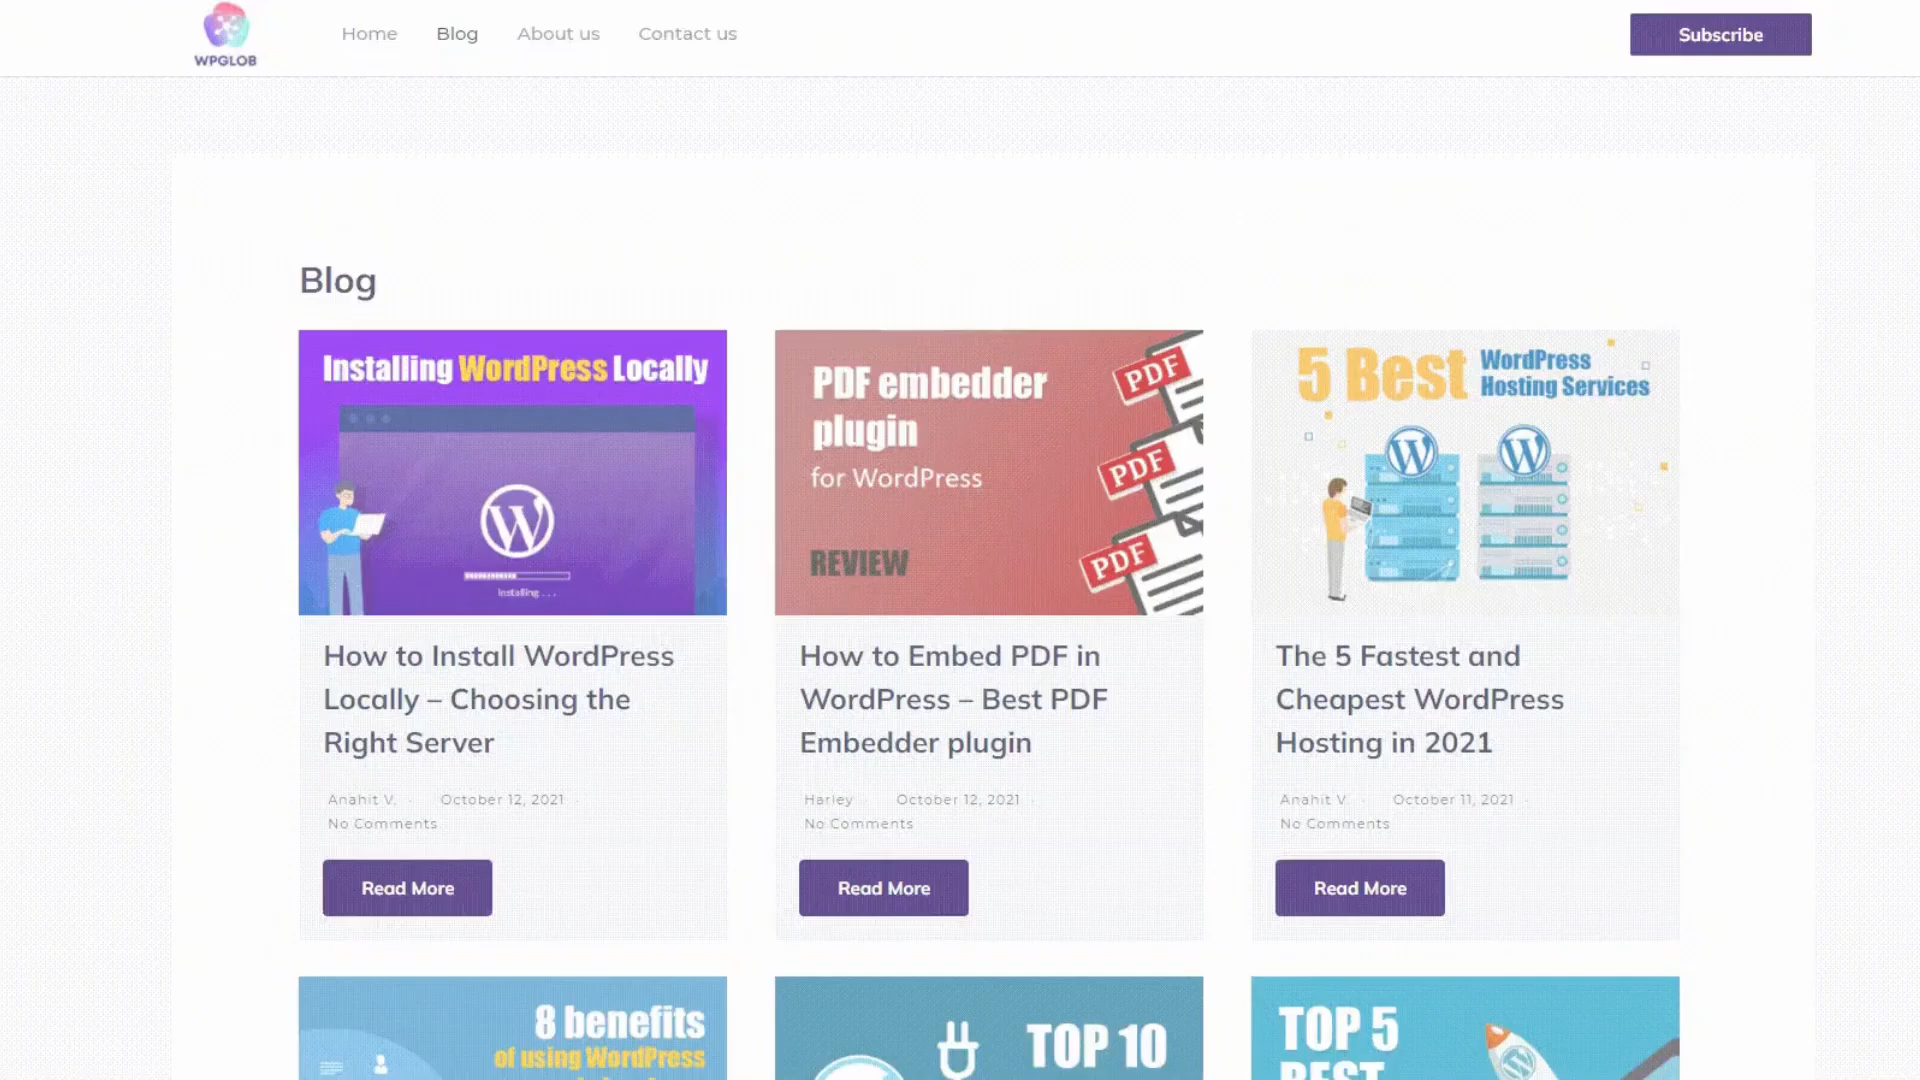 WPGLOB
Home
Blog
About us
Contact us
Subscribe
Blog
Installing WordPress Locally
Installing...
PDF embedder
plugin
for WordPress
REVIEW
PDF
PDF
PDF
5 Best WordPress
Hosting Services
How to Install WordPress
Locally – Choosing the
Right Server
Anahit V. · October 12, 2021 ·
No Comments
Read More
How to Embed PDF in
WordPress – Best PDF
Embedder plugin
Harley · October 12, 2021 ·
No Comments
Read More
The 5 Fastest and
Cheapest WordPress
Hosting in 2021
Anahit V. · October 11, 2021 ·
No Comments
Read More
8 benefits
of using WordPress
TOP 10
TOP 5
BEST